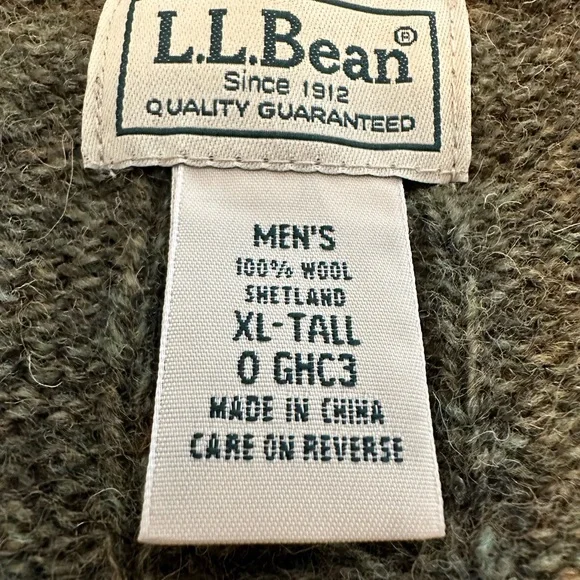 L.L.Bean®
Since 1912
QUALITY GUARANTEED
MEN'S
100% WOOL
SHETLAND
XL-TALL
0 GHC3
MADE IN CHINA
CARE ON REVERSE